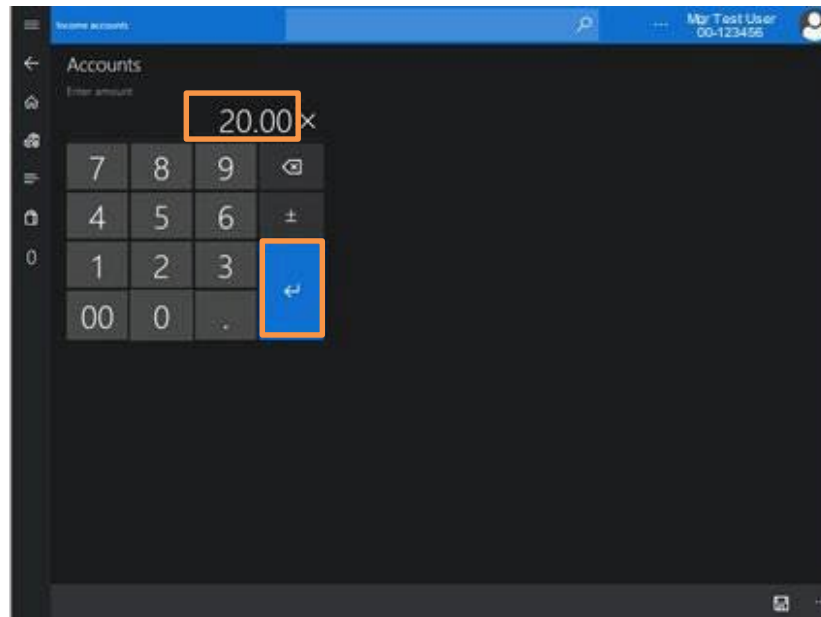 Income accounts
... Mgr Test User
00-123456
Accounts
Enter amount
20.00 ×
7 8 9
4 5 6 ±
0
1 2 3
00 0 .